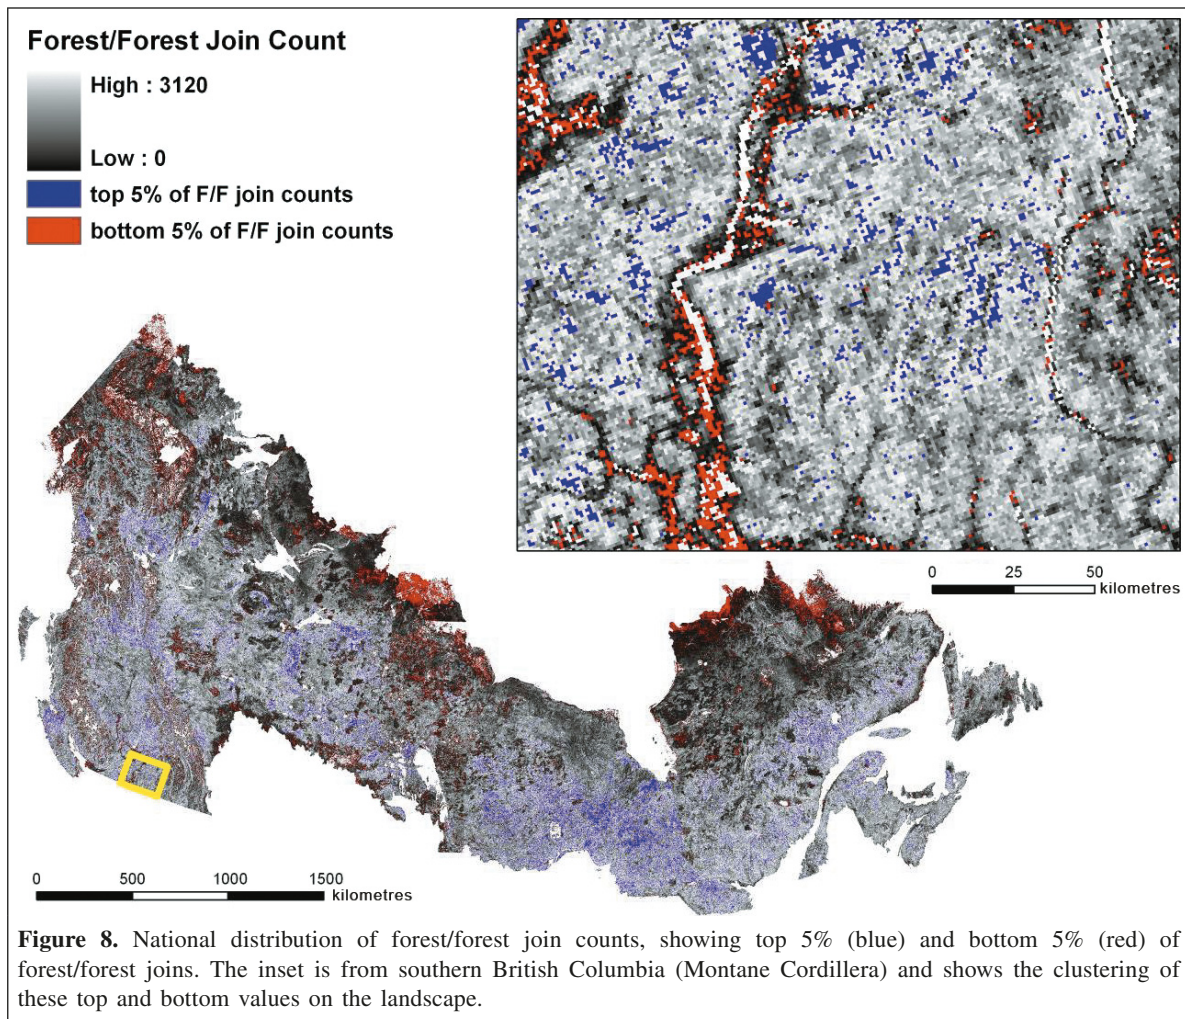 Forest/Forest Join Count
High : 3120
Low : 0
top 5% of F/F join counts
bottom 5% of F/F join counts
0 25 50
kilometres
0 500 1000 1500
kilometres
Figure 8. National distribution of forest/forest join counts, showing top 5% (blue) and bottom 5% (red) of
forest/forest joins. The inset is from southern British Columbia (Montane Cordillera) and shows the clustering of
these top and bottom values on the landscape.